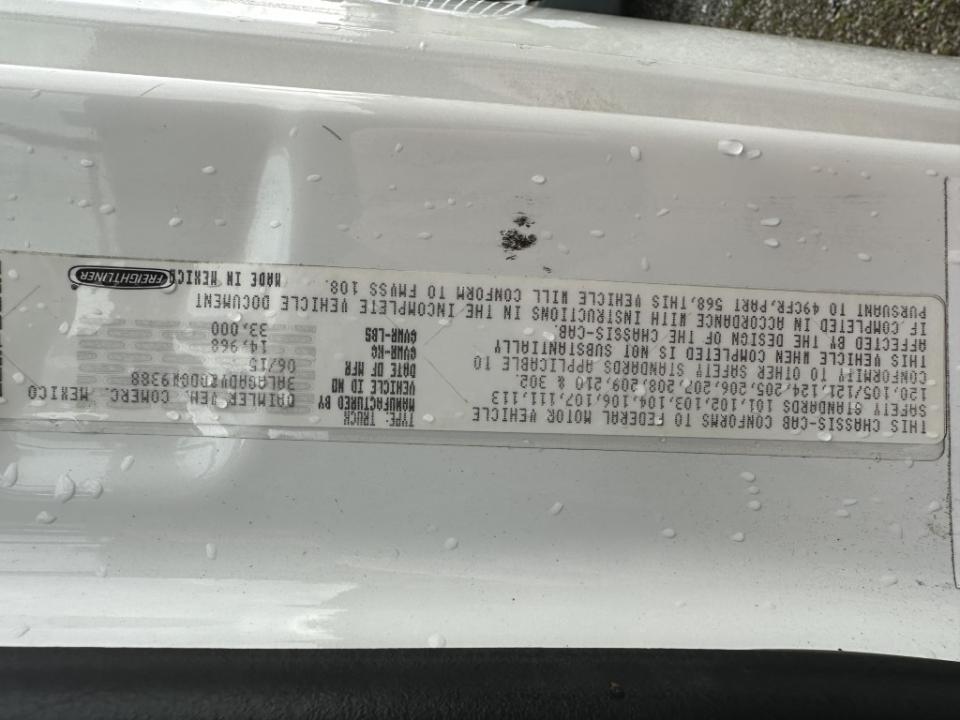 THIS CHASSIS-CAB CONFORMS TO FEDERAL MOTOR VEHICLE
SAFETY STANDARDS 101,102,103,104,106,107,111,113
120,105/121,124,205,206,207,208,209,210 & 302.
CONFORMITY TO OTHER SAFETY STANDARDS APPLICABLE TO
THIS VEHICLE WHEN COMPLETED IS NOT SUBSTANTIALLY
AFFECTED BY THE DESIGN OF THE CHASSIS-CAB.
IF COMPLETED IN ACCORDANCE WITH INSTRUCTIONS IN THE INCOMPLETE VEHICLE DOCUMENT
PURSUANT TO 49CFR,PART 568,THIS VEHICLE WILL CONFORM TO FMVSS 108.
TYPE: TRUCK
MANUFACTURED BY DAIMLER VEH. COMERC. MEXICO
VEHICLE ID NO
DATE OF MFR 06/15
GVWR-KG 14,968
GVWR-LBS 33,000
MADE IN MEXICO
FREIGHTLINER